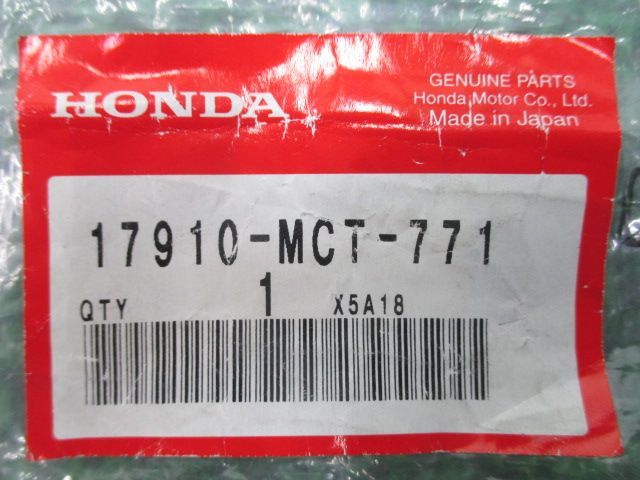 HONDA
GENUINE PARTS
Honda Motor Co., Ltd.
Made in Japan
17910-MCT-771
QTY 1 X5A18